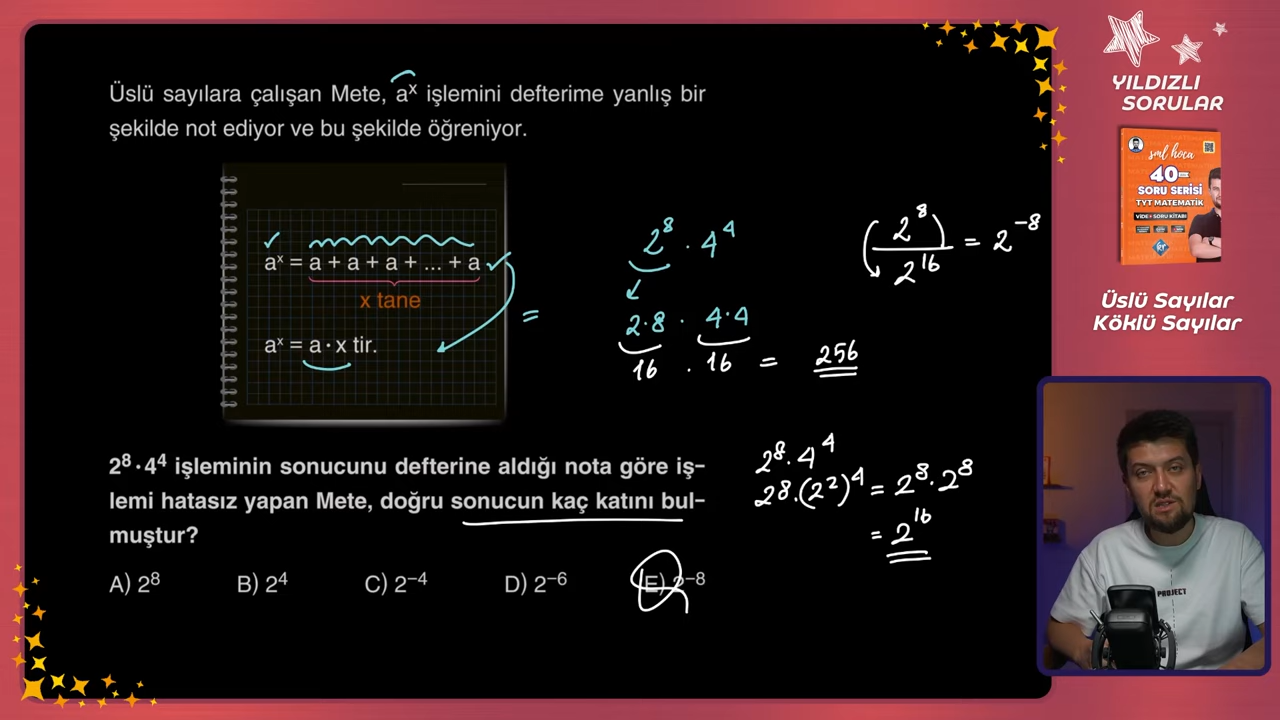 Üslü sayılara çalışan Mete, aˣ işlemini defterime yanlış bir
şekilde not ediyor ve bu şekilde öğreniyor.
aˣ = a + a + a + ... + a
x tane
aˣ = a · x tir.
=
2⁸ · 4⁴
2·8 · 4·4
16 · 16 = 256
(2⁸)/2¹⁶ = 2⁻⁸
2⁸·4⁴ işleminin sonucunu defterine aldığı nota göre iş-
lemi hatasız yapan Mete, doğru sonucun kaç katını bul-
muştur?
A) 2⁸ B) 2⁴ C) 2⁻⁴ D) 2⁻⁶ E) 2⁻⁸
2⁸·4⁴
2⁸·(2²)⁴ = 2⁸·2⁸
= 2¹⁶
YILDIZLI
SORULAR
sml hoca
40
SORU SERİSİ
TYT MATEMATİK
Üslü Sayılar
Köklü Sayılar
PROJECT